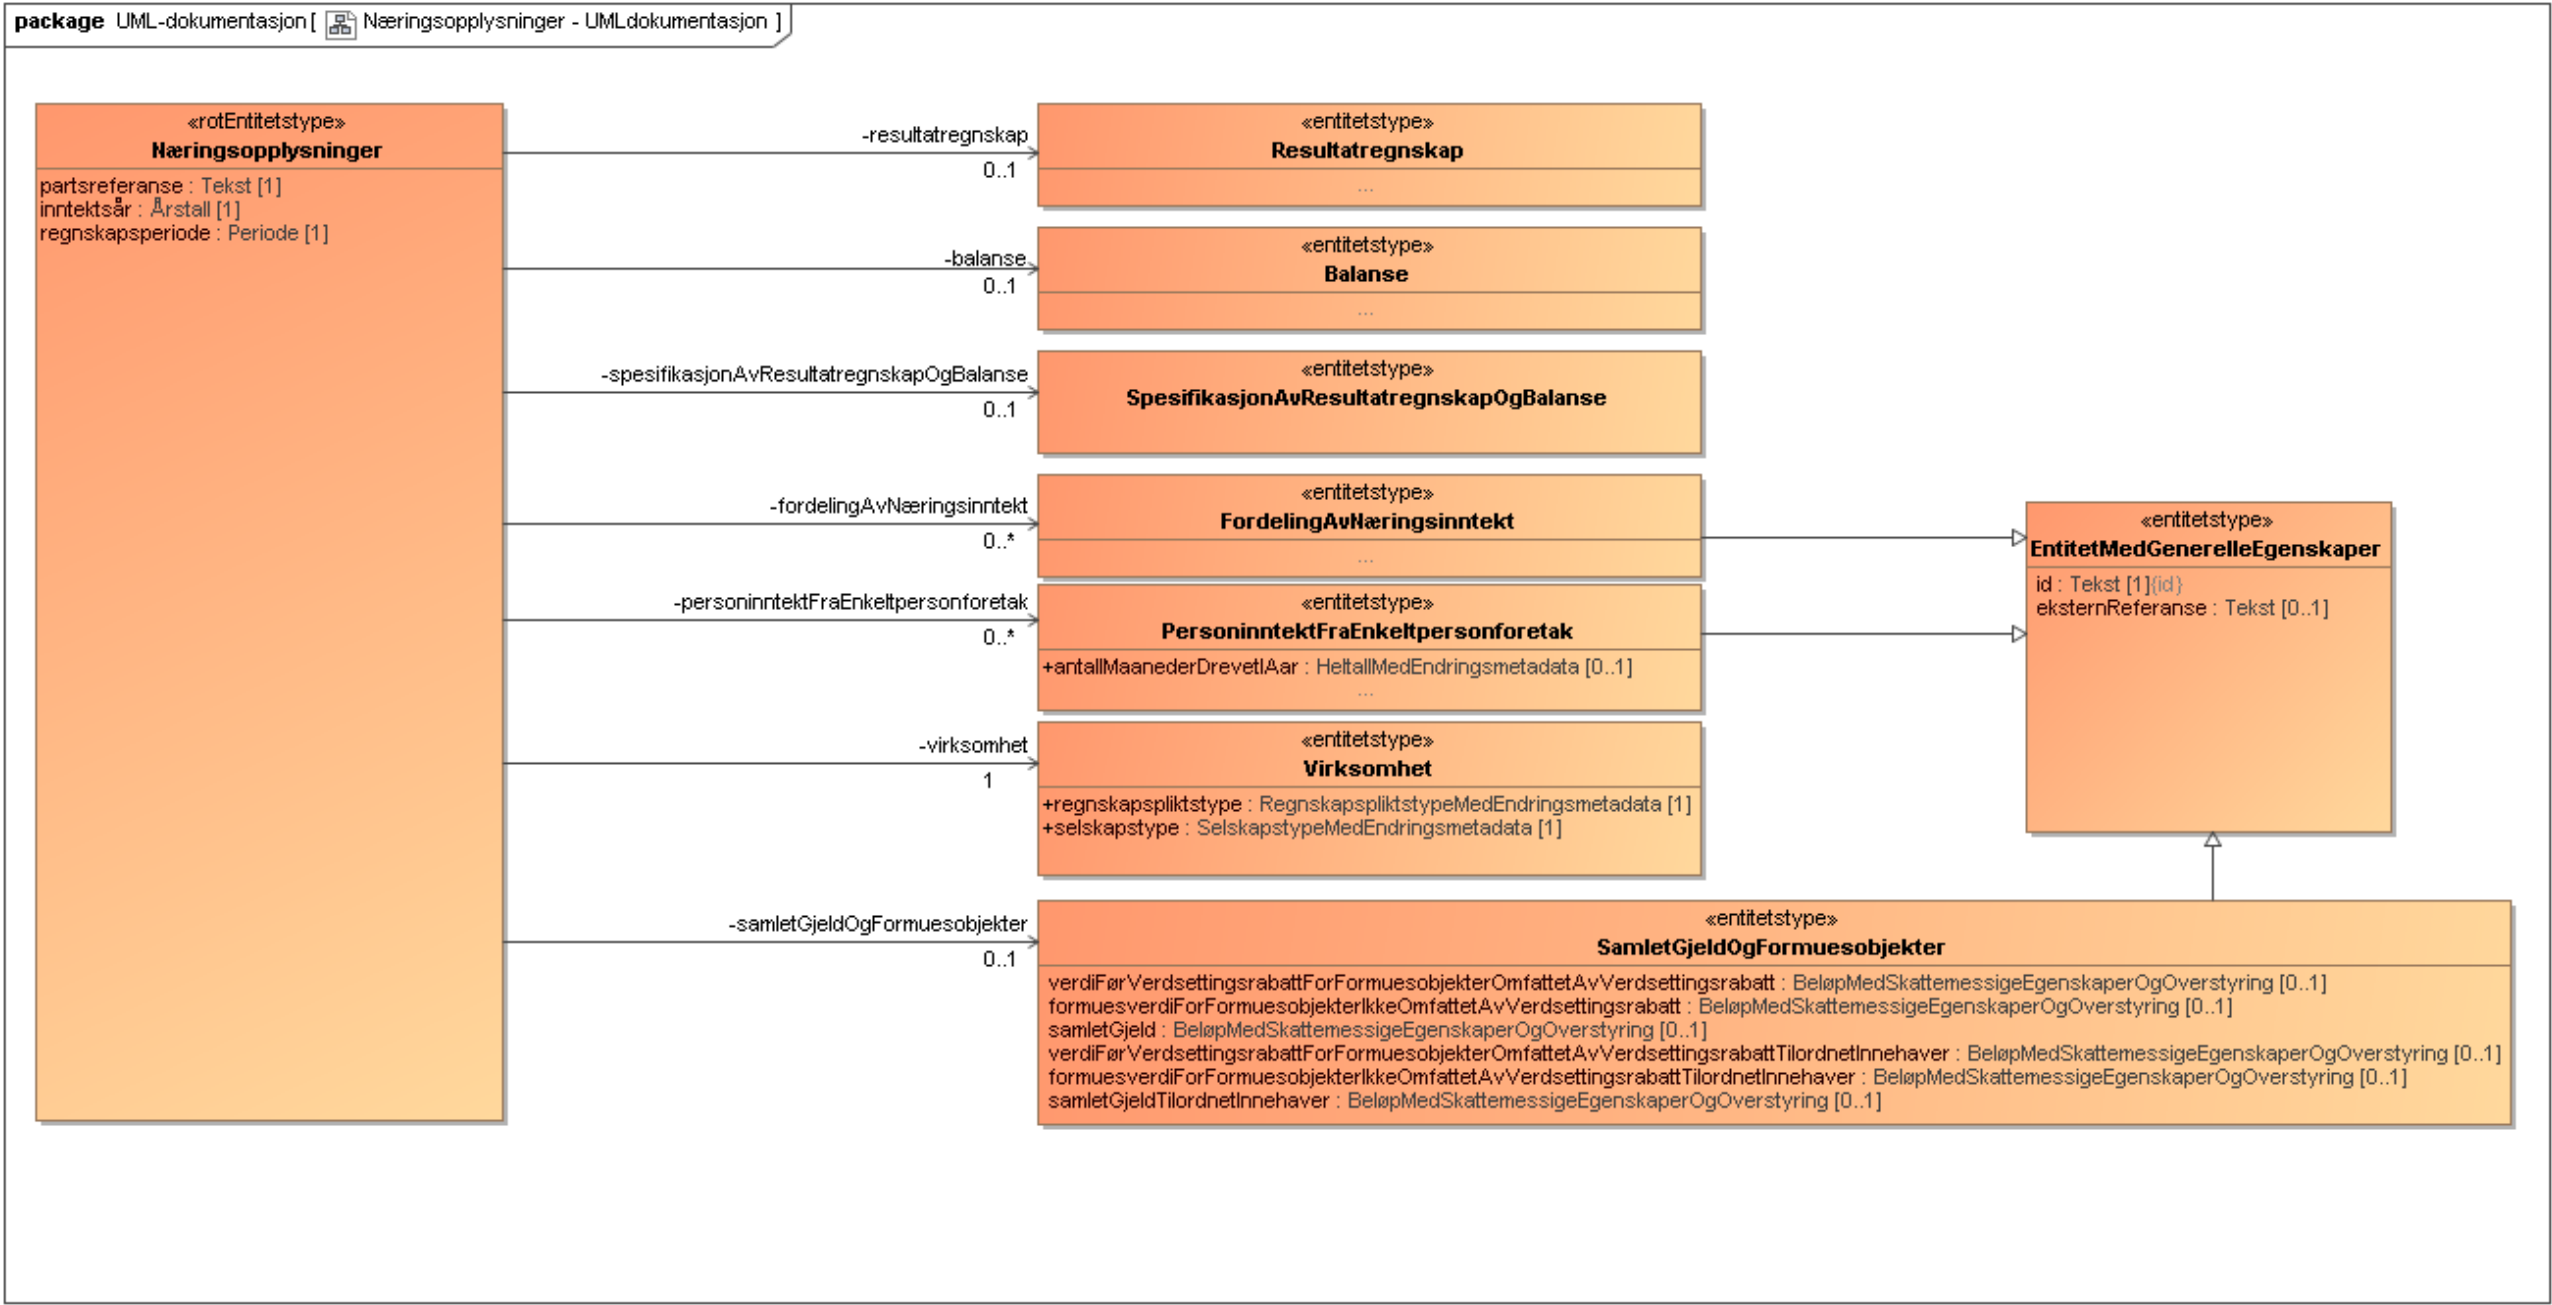 package UML-dokumentasjon [ Næringsopplysninger - UMLdokumentasjon ]
«rotEntitetstype»
Næringsopplysninger
partsreferanse : Tekst [1]
inntektsår : Årstall [1]
regnskapsperiode : Periode [1]
-resultatregnskap
0..1
«entitetstype»
Resultatregnskap
...
-balanse
0..1
«entitetstype»
Balanse
...
-spesifikasjonAvResultatregnskapOgBalanse
0..1
«entitetstype»
SpesifikasjonAvResultatregnskapOgBalanse
-fordelingAvNæringsinntekt
0..*
«entitetstype»
FordelingAvNæringsinntekt
...
«entitetstype»
EntitetMedGenerelleEgenskaper
id : Tekst [1]{id}
eksternReferanse : Tekst [0..1]
-personinntektFraEnkeltpersonforetak
0..*
«entitetstype»
PersoninntektFraEnkeltpersonforetak
+antallMaanederDrevetIAar : HeltallMedEndringsmetadata [0..1]
...
-virksomhet
1
«entitetstype»
Virksomhet
+regnskapspliktstype : RegnskapspliktstypeMedEndringsmetadata [1]
+selskapstype : SelskapstypeMedEndringsmetadata [1]
-samletGjeldOgFormuesobjekter
0..1
«entitetstype»
SamletGjeldOgFormuesobjekter
verdiFørVerdsettingsrabattForFormuesobjekterOmfattetAvVerdsettingsrabatt : BeløpMedSkattemessigeEgenskaperOgOverstyring [0..1]
formuesverdiForFormuesobjekterIkkeOmfattetAvVerdsettingsrabatt : BeløpMedSkattemessigeEgenskaperOgOverstyring [0..1]
samletGjeld : BeløpMedSkattemessigeEgenskaperOgOverstyring [0..1]
verdiFørVerdsettingsrabattForFormuesobjekterOmfattetAvVerdsettingsrabattTilordnetInnehaver : BeløpMedSkattemessigeEgenskaperOgOverstyring [0..1]
formuesverdiForFormuesobjekterIkkeOmfattetAvVerdsettingsrabattTilordnetInnehaver : BeløpMedSkattemessigeEgenskaperOgOverstyring [0..1]
samletGjeldTilordnetInnehaver : BeløpMedSkattemessigeEgenskaperOgOverstyring [0..1]